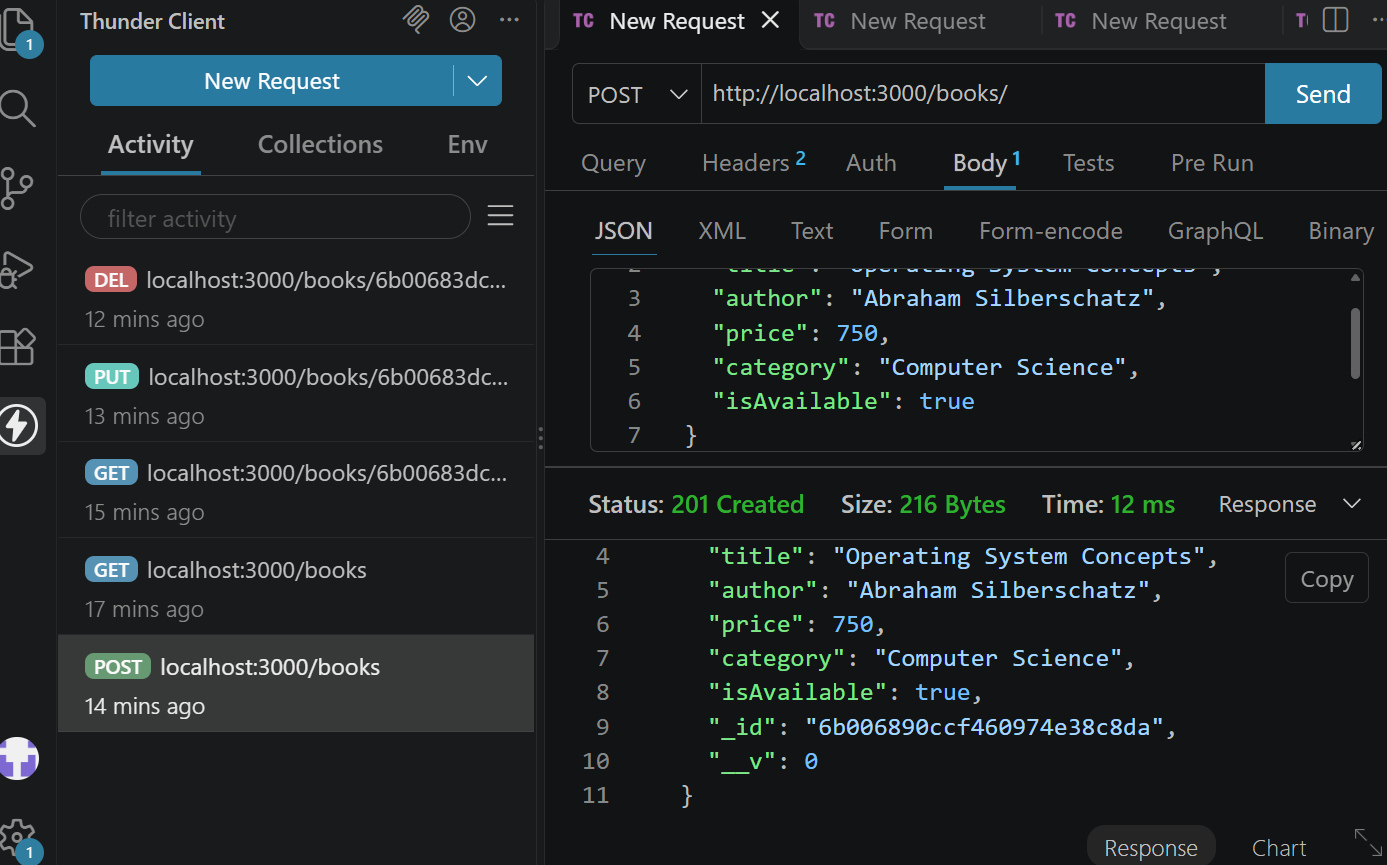 1
Thunder Client
New Request
Activity
Collections
Env
filter activity
DEL localhost:3000/books/6b00683dc...
12 mins ago
PUT localhost:3000/books/6b00683dc...
13 mins ago
GET localhost:3000/books/6b00683dc...
15 mins ago
GET localhost:3000/books
17 mins ago
POST localhost:3000/books
14 mins ago
1
TC New Request
TC New Request
TC New Request
POST
http://localhost:3000/books/
Send
Query
Headers 2
Auth
Body 1
Tests
Pre Run
JSON
XML
Text
Form
Form-encode
GraphQL
Binary
2 "title": "Operating System Concepts",
3 "author": "Abraham Silberschatz",
4 "price": 750,
5 "category": "Computer Science",
6 "isAvailable": true
7 }
Status: 201 Created
Size: 216 Bytes
Time: 12 ms
Response
4 "title": "Operating System Concepts",
5 "author": "Abraham Silberschatz",
6 "price": 750,
7 "category": "Computer Science",
8 "isAvailable": true,
9 "_id": "6b006890ccf460974e38c8da",
10 "__v": 0
11 }
Copy
Response
Chart